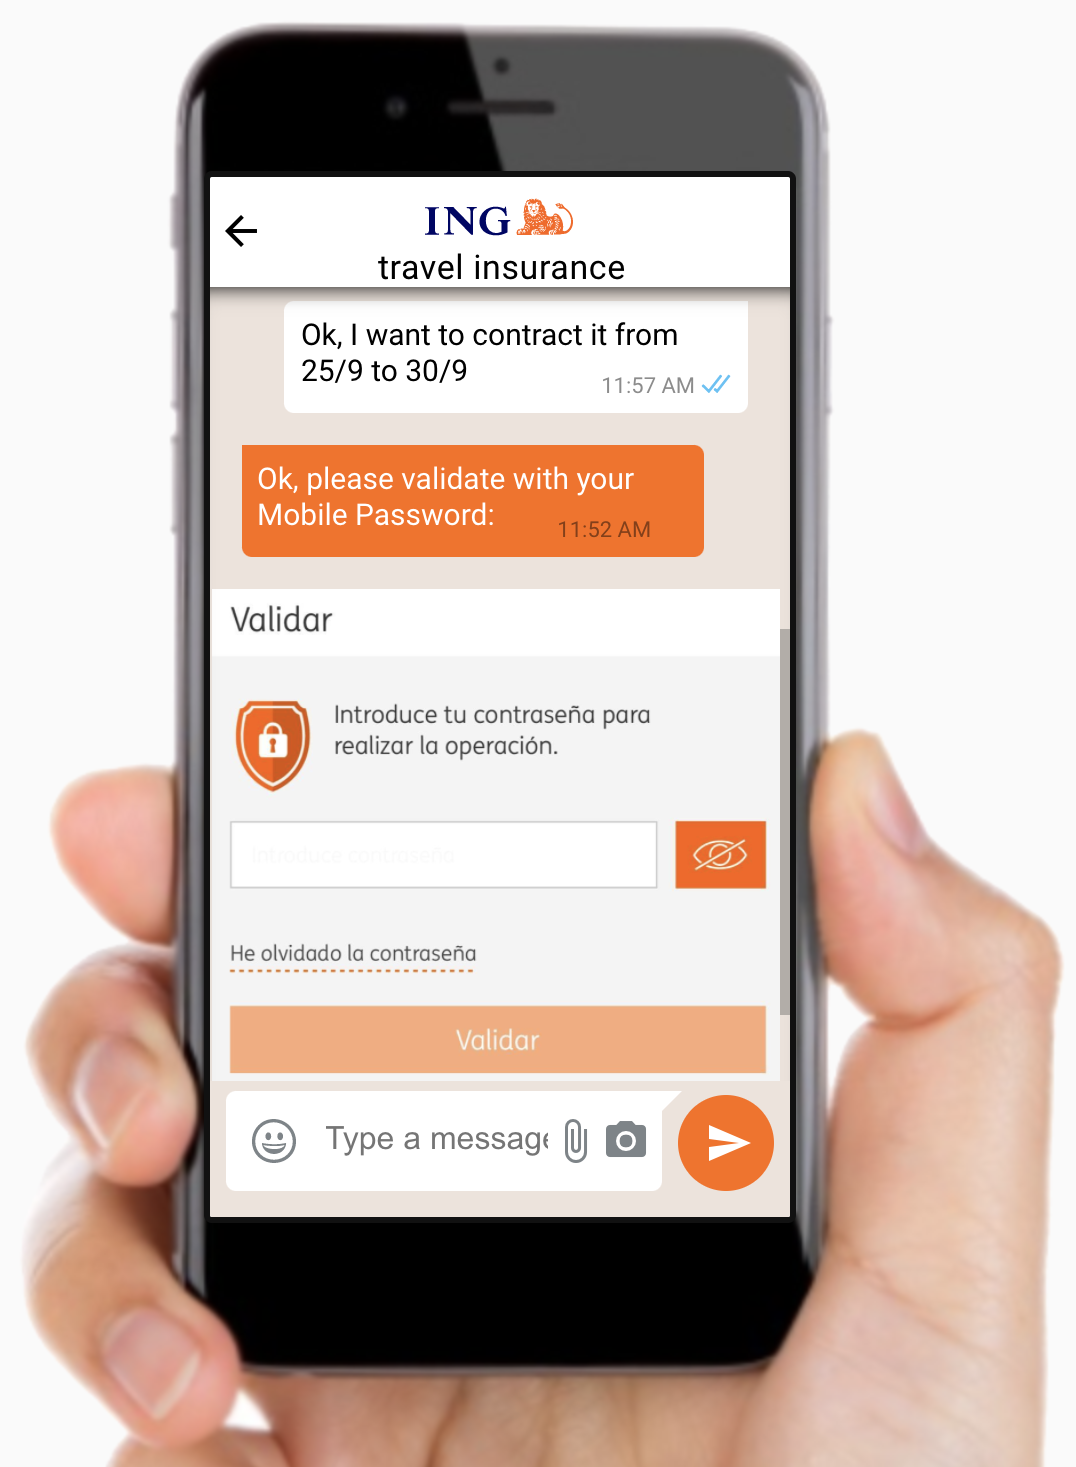 ING
travel insurance
Ok, I want to contract it from
25/9 to 30/9
11:57 AM
Ok, please validate with your
Mobile Password:
11:52 AM
Validar
Introduce tu contraseña para
realizar la operación.
Introduce contraseña
He olvidado la contraseña
Validar
Type a message